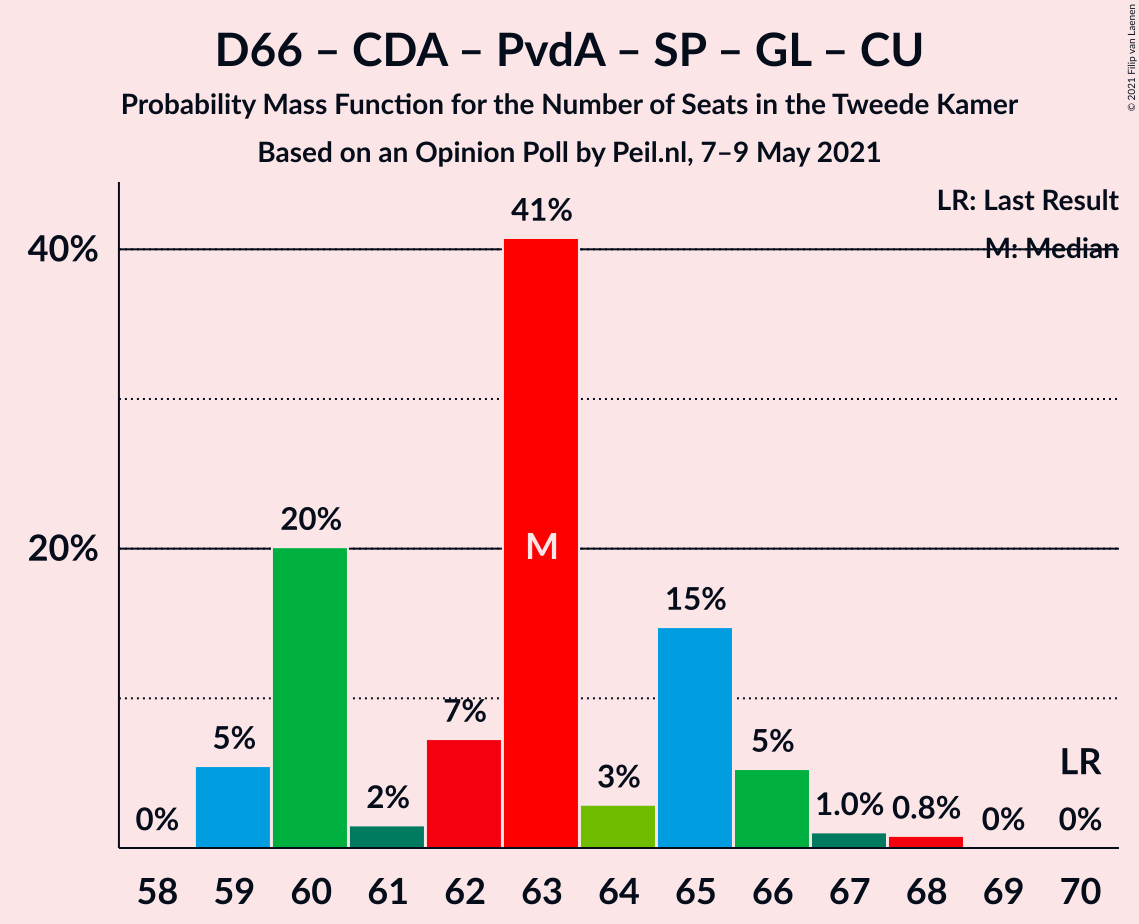 D66 – CDA – PvdA – SP – GL – CU
Probability Mass Function for the Number of Seats in the Tweede Kamer
Based on an Opinion Poll by Peil.nl, 7–9 May 2021
© 2021 Filip van Laenen
LR: Last Result
M: Median
40%
20%
0%
5%
20%
2%
7%
41%
M
3%
15%
5%
1.0%
0.8%
0%
LR
0%
58 59 60 61 62 63 64 65 66 67 68 69 70